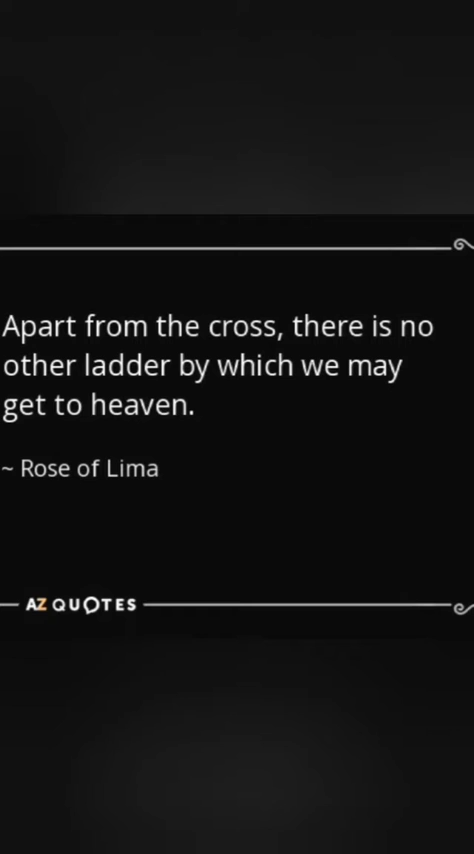 Apart from the cross, there is no
other ladder by which we may
get to heaven.
~ Rose of Lima
AZ QUOTES